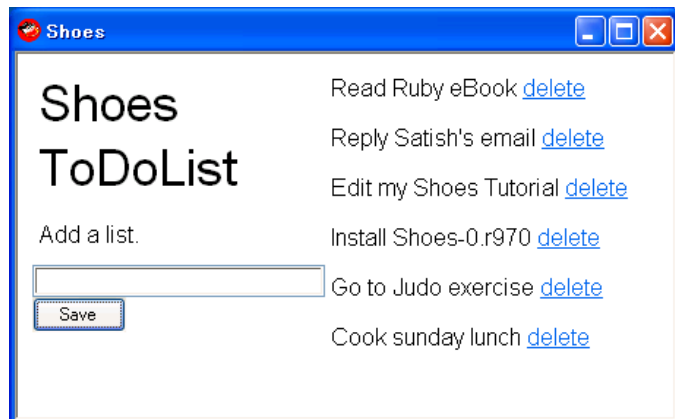 Shoes
Shoes
ToDoList
Add a list.
Save
Read Ruby eBook delete
Reply Satish's email delete
Edit my Shoes Tutorial delete
Install Shoes-0.r970 delete
Go to Judo exercise delete
Cook sunday lunch delete